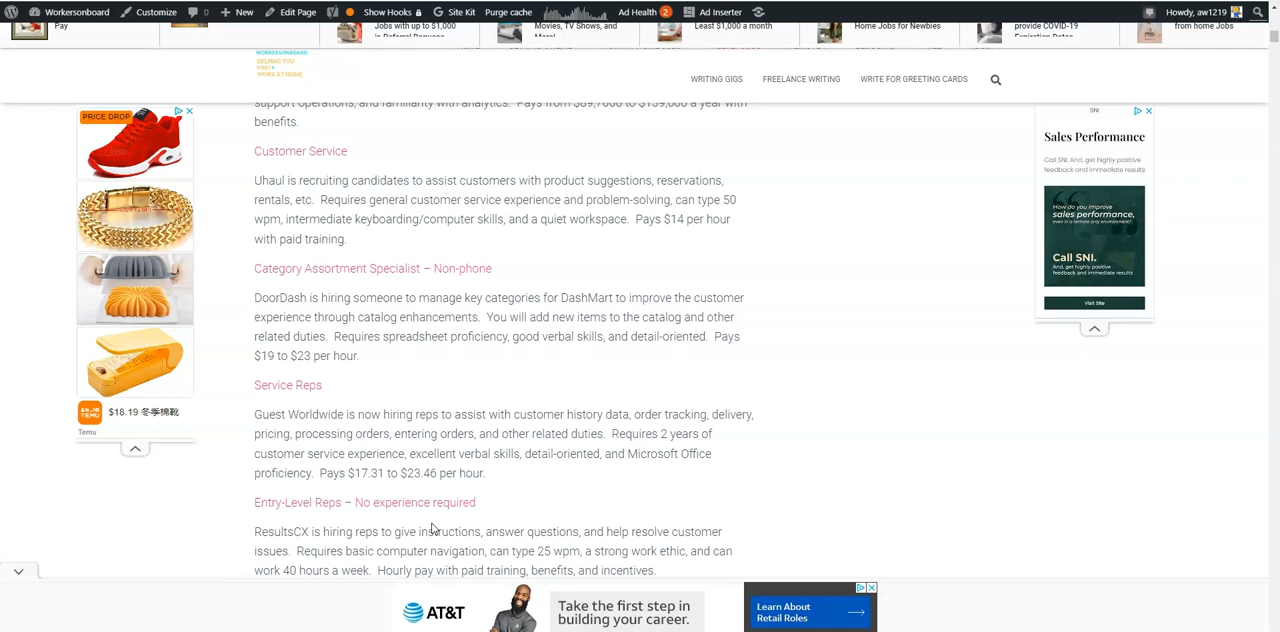 Workersonboard
Customize
0
New
Edit Page
Show Hooks
Site Kit
Purge cache
Ad Health 2
Ad Inserter
Howdy, aw1219
Pay
Jobs with up to $1,000
in Referral Bonuses
Movies, TV Shows, and
More!
Least $1,000 a month
Home Jobs for Newbies
provide COVID-19
Expiration Dates
from home Jobs
WORKERSONBOARD
HELPING YOU
FIND
WORK AT HOME
WRITING GIGS
FREELANCE WRITING
WRITE FOR GREETING CARDS
support operations, and familiarity with analytics. Pays from $89,7000 to $139,000 a year with
benefits.
Customer Service
Uhaul is recruiting candidates to assist customers with product suggestions, reservations,
rentals, etc. Requires general customer service experience and problem-solving, can type 50
wpm, intermediate keyboarding/computer skills, and a quiet workspace. Pays $14 per hour
with paid training.
Category Assortment Specialist – Non-phone
DoorDash is hiring someone to manage key categories for DashMart to improve the customer
experience through catalog enhancements. You will add new items to the catalog and other
related duties. Requires spreadsheet proficiency, good verbal skills, and detail-oriented. Pays
$19 to $23 per hour.
Service Reps
Guest Worldwide is now hiring reps to assist with customer history data, order tracking, delivery,
pricing, processing orders, entering orders, and other related duties. Requires 2 years of
customer service experience, excellent verbal skills, detail-oriented, and Microsoft Office
proficiency. Pays $17.31 to $23.46 per hour.
Entry-Level Reps – No experience required
ResultsCX is hiring reps to give instructions, answer questions, and help resolve customer
issues. Requires basic computer navigation, can type 25 wpm, a strong work ethic, and can
work 40 hours a week. Hourly pay with paid training, benefits, and incentives.
PRICE DROP
TEMU
$18.19 冬季棉靴
Temu
SNI
Sales Performance
Call SNI. And, get highly positive
feedback and immediate results
How do you improve
sales performance,
even in a remote only environment?
Call SNI.
And, get highly positive
feedback and immediate results
Visit Site
AT&T
Take the first step in
building your career.
Learn About
Retail Roles